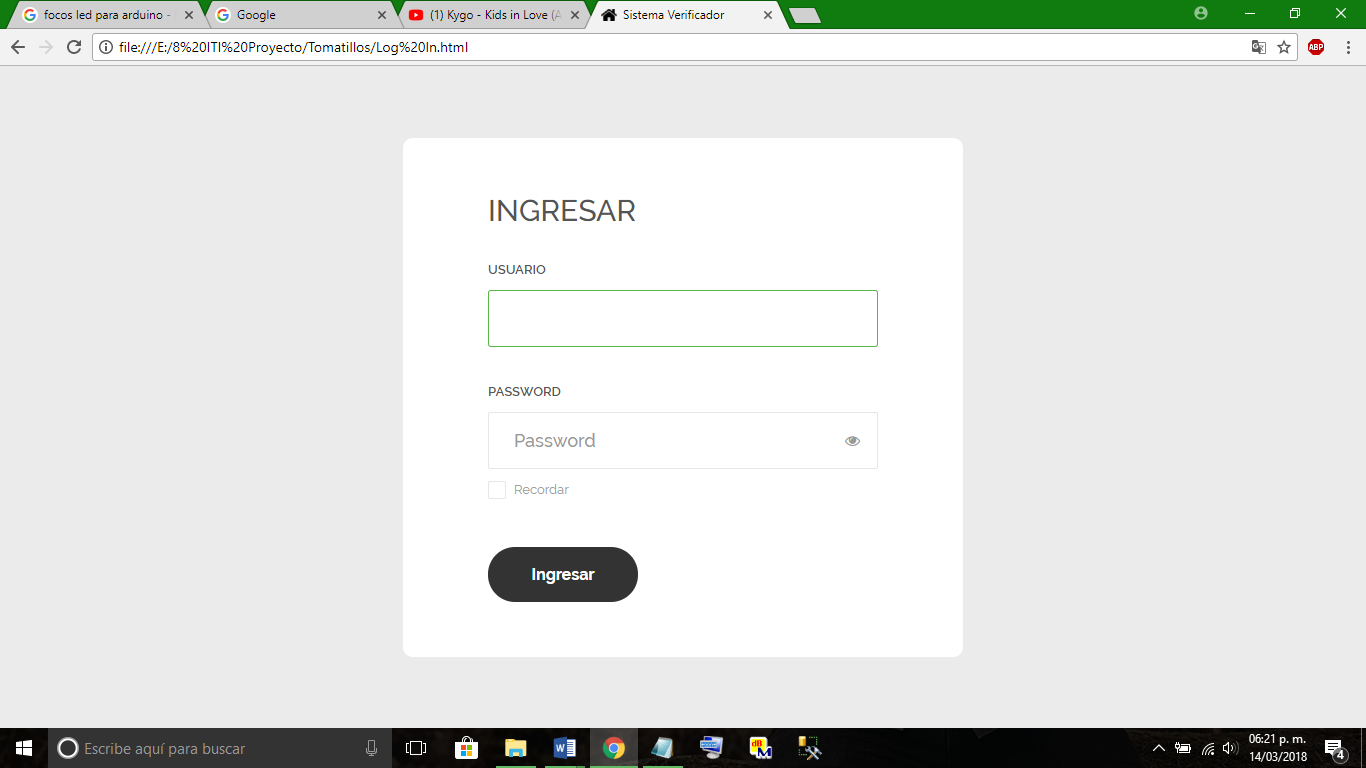 focos led para arduino -
Google
(1) Kygo - Kids in Love (A
Sistema Verificador
file:///E:/8%20ITI%20Proyecto/Tomatillos/Log%20In.html
ABP
INGRESAR
USUARIO
PASSWORD
Password
Recordar
Ingresar
Escribe aquí para buscar
06:21 p. m.
14/03/2018
4